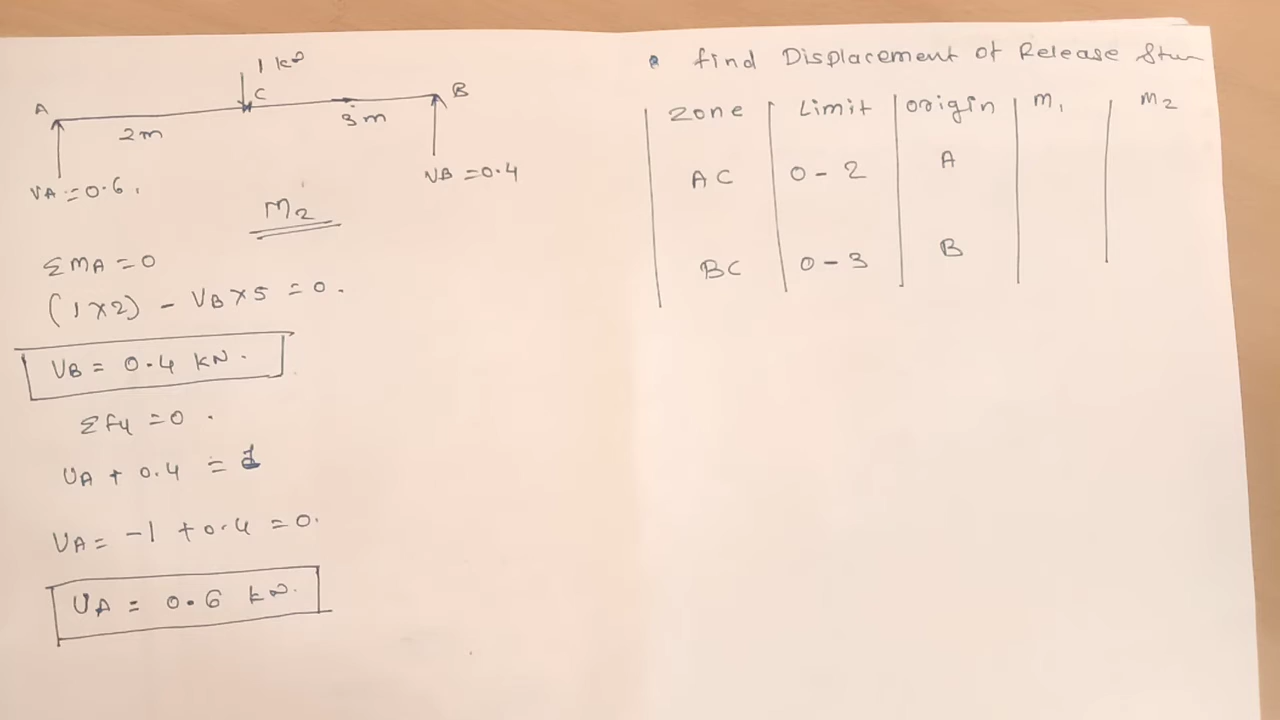 1 kN
A
C
B
2m
3m
VA = 0.6.
VB = 0.4
M2
ΣMA = 0
(1×2) - VB×5 = 0.
VB = 0.4 kN.
Σfy = 0.
VA + 0.4 = 1
VA = -1 + 0.4 = 0.
VA = 0.6 kN.
find Displacement of Release
Zone Limit Origin M1 M2
AC 0-2 A
BC 0-3 B